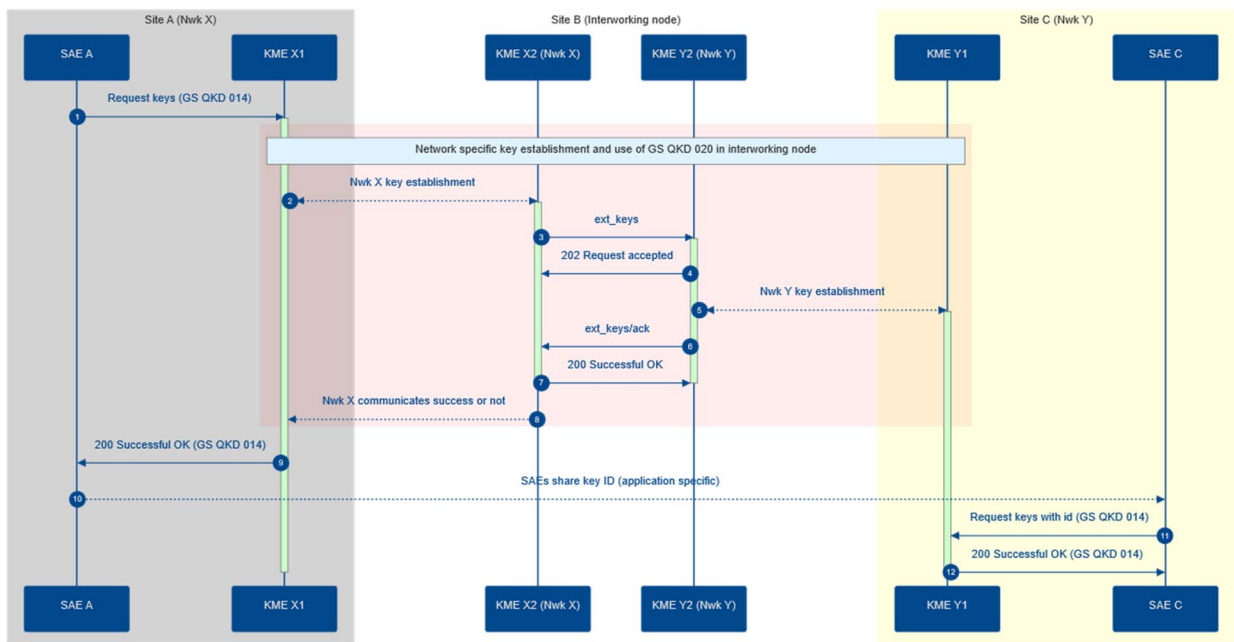 Site A (Nwk X)
Site B (Interworking node)
Site C (Nwk Y)
SAE A
KME X1
KME X2 (Nwk X)
KME Y2 (Nwk Y)
KME Y1
SAE C
Request keys (GS QKD 014)
1
Network specific key establishment and use of GS QKD 020 in interworking node
Nwk X key establishment
2
ext_keys
3
202 Request accepted
4
Nwk Y key establishment
5
ext_keys/ack
6
200 Successful OK
7
Nwk X communicates success or not
8
200 Successful OK (GS QKD 014)
9
SAEs share key ID (application specific)
10
Request keys with id (GS QKD 014)
11
200 Successful OK (GS QKD 014)
12
SAE A
KME X1
KME X2 (Nwk X)
KME Y2 (Nwk Y)
KME Y1
SAE C